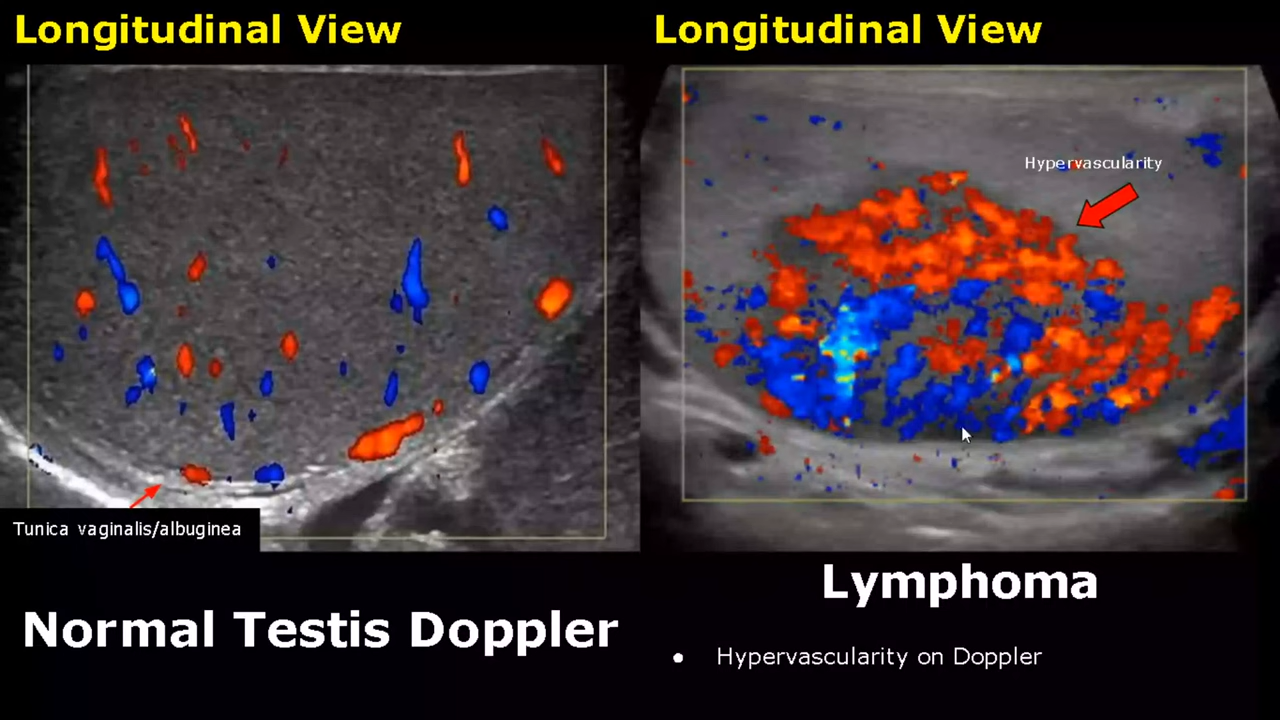 Longitudinal View
Tunica vaginalis/albuginea
Normal Testis Doppler
Longitudinal View
Hypervascularity
Lymphoma
• Hypervascularity on Doppler